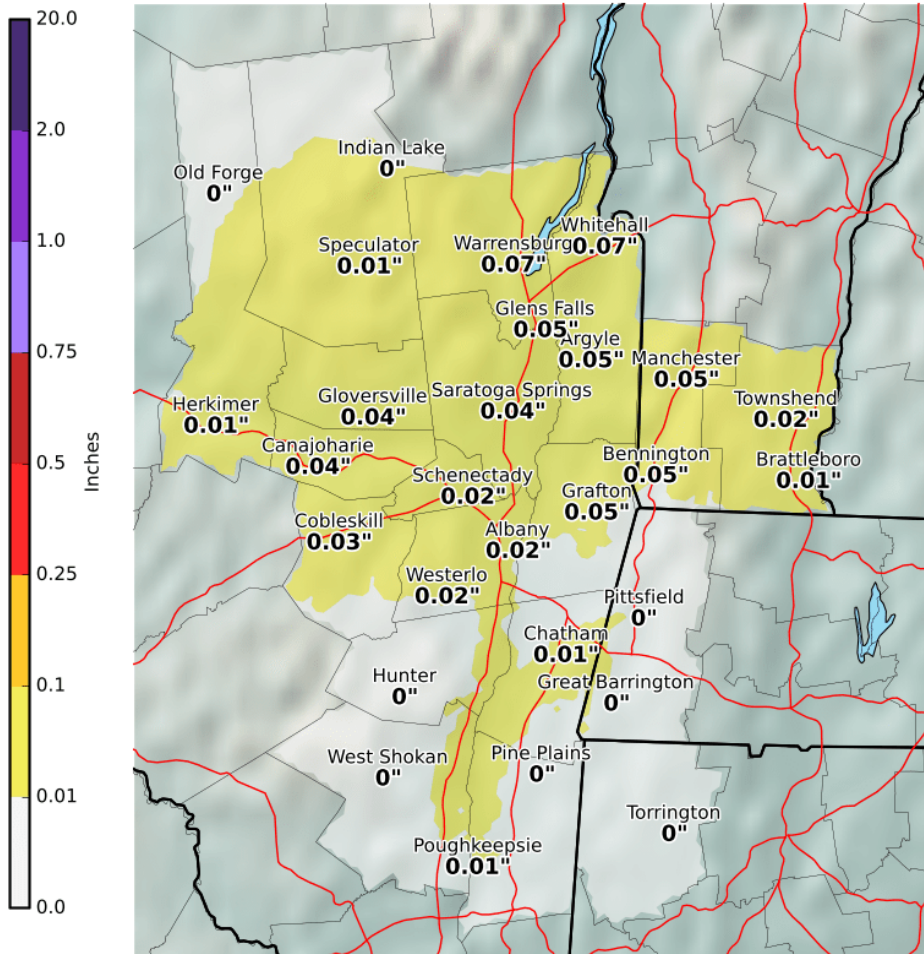 20.0
2.0
1.0
0.75
0.5
0.25
0.1
0.01
0.0
Inches
Indian Lake
0"
Old Forge
0"
Whitehall
0.07"
Speculator
0.01"
Warrensburg
0.07"
Glens Falls
0.05"
Argyle
0.05"
Manchester
0.05"
Saratoga Springs
0.04"
Gloversville
0.04"
Townshend
0.02"
Herkimer
0.01"
Canajoharie
0.04"
Bennington
0.05"
Brattleboro
0.01"
Schenectady
0.02"
Grafton
0.05"
Cobleskill
0.03"
Albany
0.02"
Westerlo
0.02"
Pittsfield
0"
Chatham
0.01"
Hunter
0"
Great Barrington
0"
West Shokan
0"
Pine Plains
0"
Torrington
0"
Poughkeepsie
0.01"